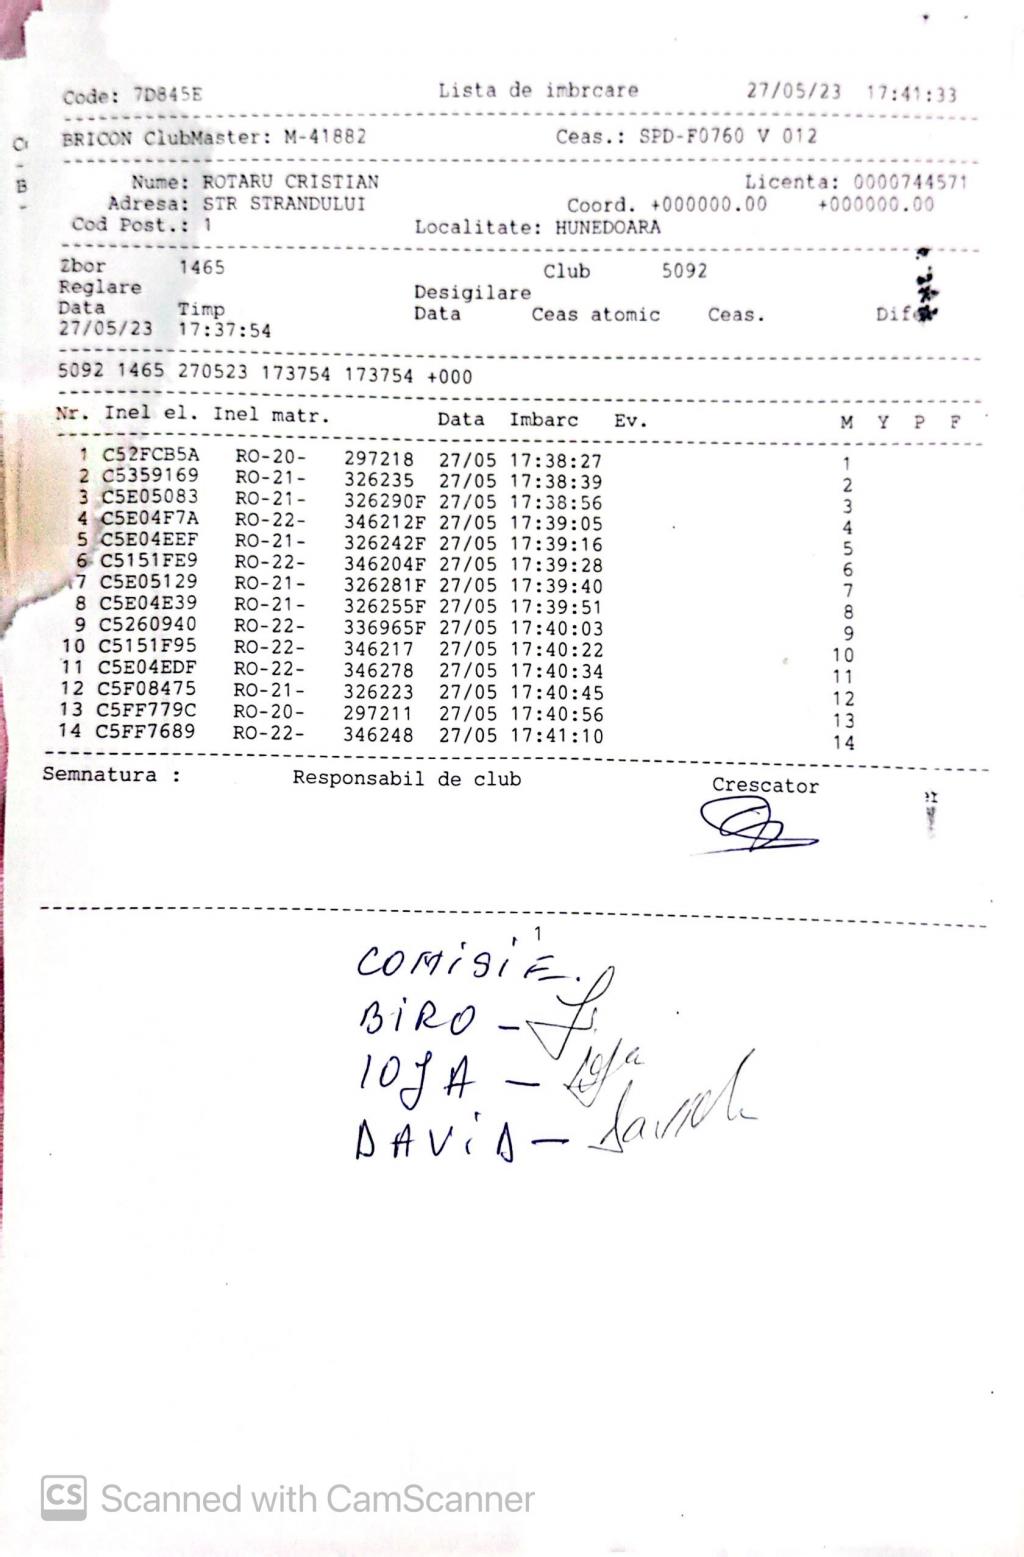 Code: 7D845E Lista de imbrcare 27/05/23 17:41:33
BRICON ClubMaster: M-41882 Ceas.: SPD-F0760 V 012
Nume: ROTARU CRISTIAN Licenta: 0000744571
Adresa: STR STRANDULUI Coord. +000000.00 +000000.00
Cod Post.: 1 Localitate: HUNEDOARA
Zbor 1465 Club 5092
Reglare Desigilare
Data Timp Data Ceas atomic Ceas.
27/05/23 17:37:54
5092 1465 270523 173754 173754 +000
Nr. Inel el. Inel matr. Data Imbarc Ev. M Y P F
1 C52FCB5A RO-20- 297218 27/05 17:38:27 1
2 C5359169 RO-21- 326235 27/05 17:38:39 2
3 C5E05083 RO-21- 326290F 27/05 17:38:56 3
4 C5E04F7A RO-22- 346212F 27/05 17:39:05 4
5 C5E04EEF RO-21- 326242F 27/05 17:39:16 5
6 C5151FE9 RO-22- 346204F 27/05 17:39:28 6
7 C5E05129 RO-21- 326281F 27/05 17:39:40 7
8 C5E04E39 RO-21- 326255F 27/05 17:39:51 8
9 C5260940 RO-22- 336965F 27/05 17:40:03 9
10 C5151F95 RO-22- 346217 27/05 17:40:22 10
11 C5E04EDF RO-22- 346278 27/05 17:40:34 11
12 C5F08475 RO-21- 326223 27/05 17:40:45 12
13 C5FF779C RO-20- 297211 27/05 17:40:56 13
14 C5FF7689 RO-22- 346248 27/05 17:41:10 14
Semnatura : Responsabil de club Crescator
1
COMISIE.
BIRO -
IOJA -
DAVID -
CS Scanned with CamScanner